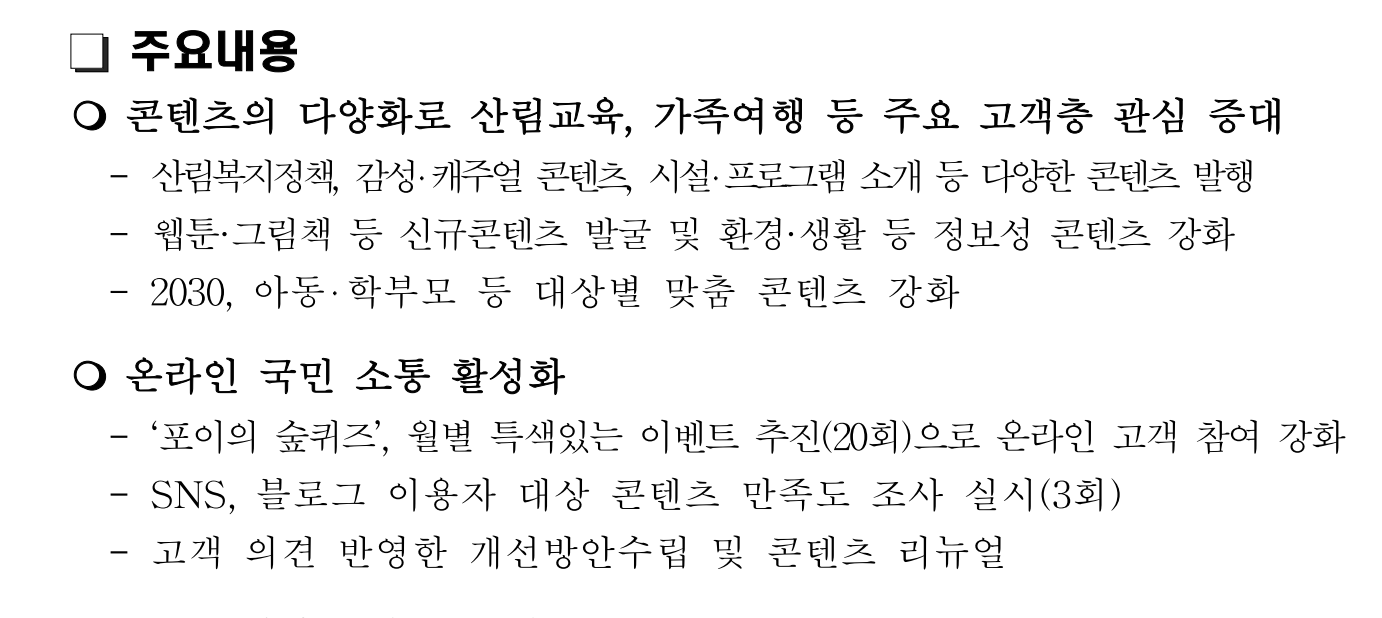 ❏ 주요내용
❍ 콘텐츠의 다양화로 산림교육, 가족여행 등 주요 고객층 관심 증대
- 산림복지정책, 감성·캐주얼 콘텐츠, 시설·프로그램 소개 등 다양한 콘텐츠 발행
- 웹툰·그림책 등 신규콘텐츠 발굴 및 환경·생활 등 정보성 콘텐츠 강화
- 2030, 아동·학부모 등 대상별 맞춤 콘텐츠 강화
❍ 온라인 국민 소통 활성화
- ‘포이의 숲퀴즈’, 월별 특색있는 이벤트 추진(20회)으로 온라인 고객 참여 강화
- SNS, 블로그 이용자 대상 콘텐츠 만족도 조사 실시(3회)
- 고객 의견 반영한 개선방안수립 및 콘텐츠 리뉴얼